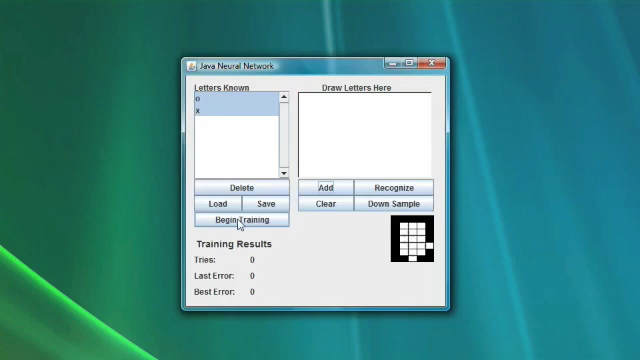 Java Neural Network
Letters Known
Draw Letters Here
o
x
Delete
Add
Recognize
Load
Save
Clear
Down Sample
Begin Training
Training Results
Tries: 0
Last Error: 0
Best Error: 0